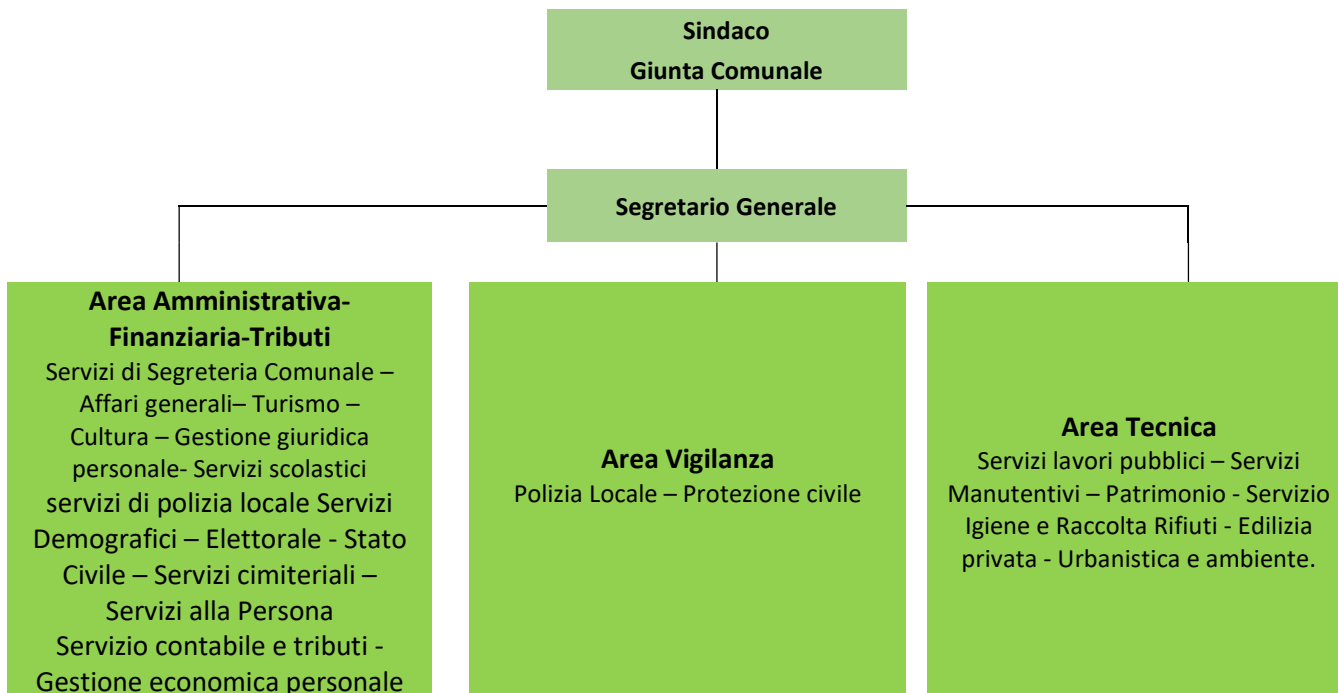 Sindaco
Giunta Comunale
Segretario Generale
Area Amministrativa-
Finanziaria-Tributi
Servizi di Segreteria Comunale –
Affari generali– Turismo –
Cultura – Gestione giuridica
personale- Servizi scolastici
servizi di polizia locale Servizi
Demografici – Elettorale - Stato
Civile – Servizi cimiteriali –
Servizi alla Persona
Servizio contabile e tributi -
Gestione economica personale
Area Vigilanza
Polizia Locale – Protezione civile
Area Tecnica
Servizi lavori pubblici – Servizi
Manutentivi – Patrimonio - Servizio
Igiene e Raccolta Rifiuti - Edilizia
privata - Urbanistica e ambiente.